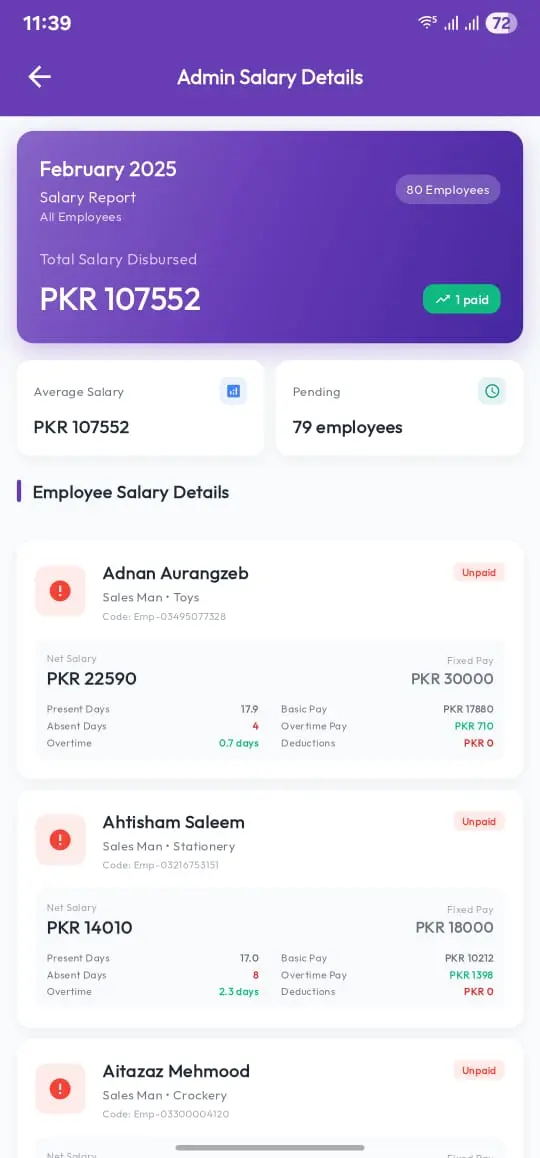 11:39
72
Admin Salary Details
February 2025
Salary Report
All Employees
80 Employees
Total Salary Disbursed
PKR 107552
1 paid
Average Salary
PKR 107552
Pending
79 employees
Employee Salary Details
Adnan Aurangzeb
Unpaid
Sales Man • Toys
Code: Emp-03495077328
Net Salary
Fixed Pay
PKR 22590
PKR 30000
Present Days 17.9 Basic Pay PKR 17880
Absent Days 4 Overtime Pay PKR 710
Overtime 0.7 days Deductions PKR 0
Ahtisham Saleem
Unpaid
Sales Man • Stationery
Code: Emp-03216753151
Net Salary
Fixed Pay
PKR 14010
PKR 18000
Present Days 17.0 Basic Pay PKR 10212
Absent Days 8 Overtime Pay PKR 1398
Overtime 2.3 days Deductions PKR 0
Aitazaz Mehmood
Unpaid
Sales Man • Crockery
Code: Emp-03300004120
Net Salary
Fixed Pay